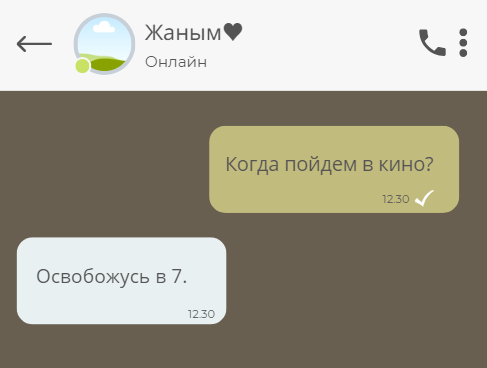 Жаным♥
Онлайн
Когда пойдем в кино?
12.30
Освобожусь в 7.
12.30